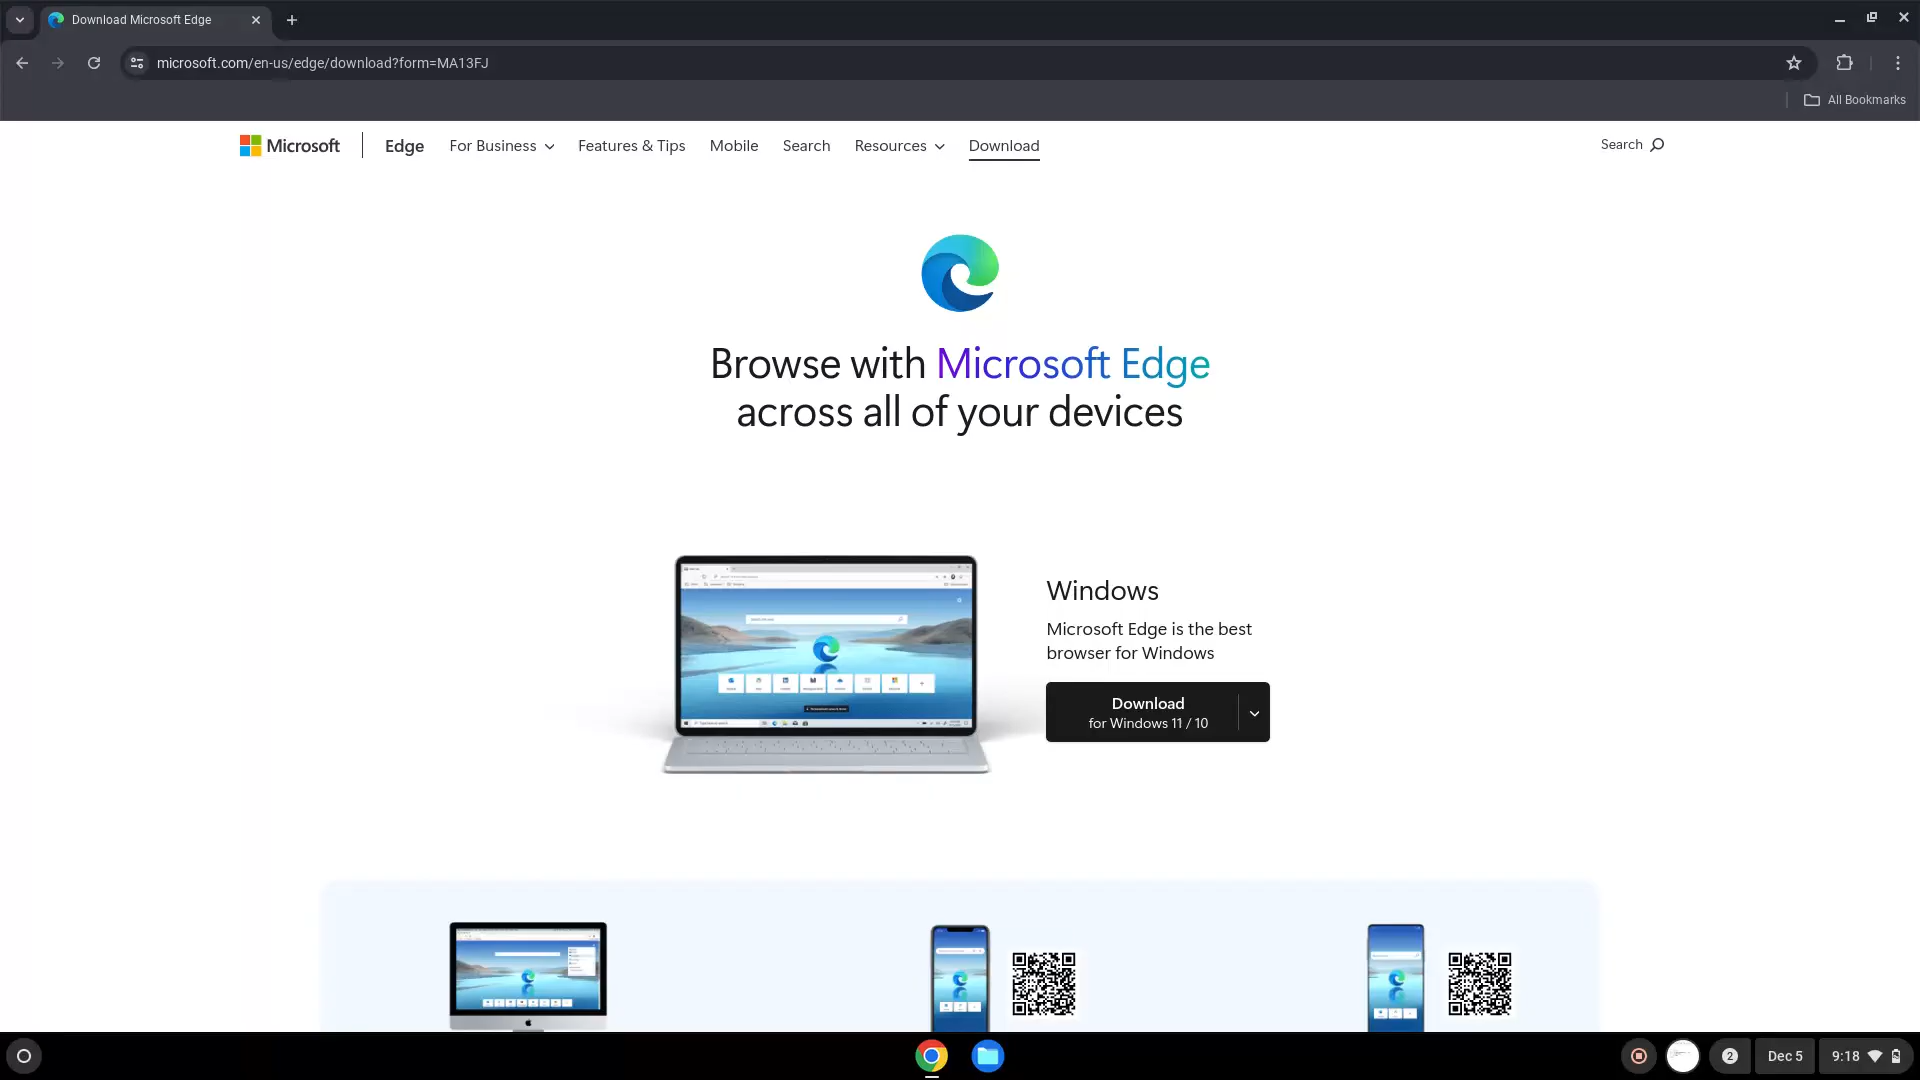 Download Microsoft Edge
microsoft.com/en-us/edge/download?form=MA13FJ
All Bookmarks
Microsoft
Edge
For Business
Features & Tips
Mobile
Search
Resources
Download
Search
Browse with Microsoft Edge
across all of your devices
Windows
Microsoft Edge is the best
browser for Windows
Download
for Windows 11 / 10
2
Dec 5
9:18